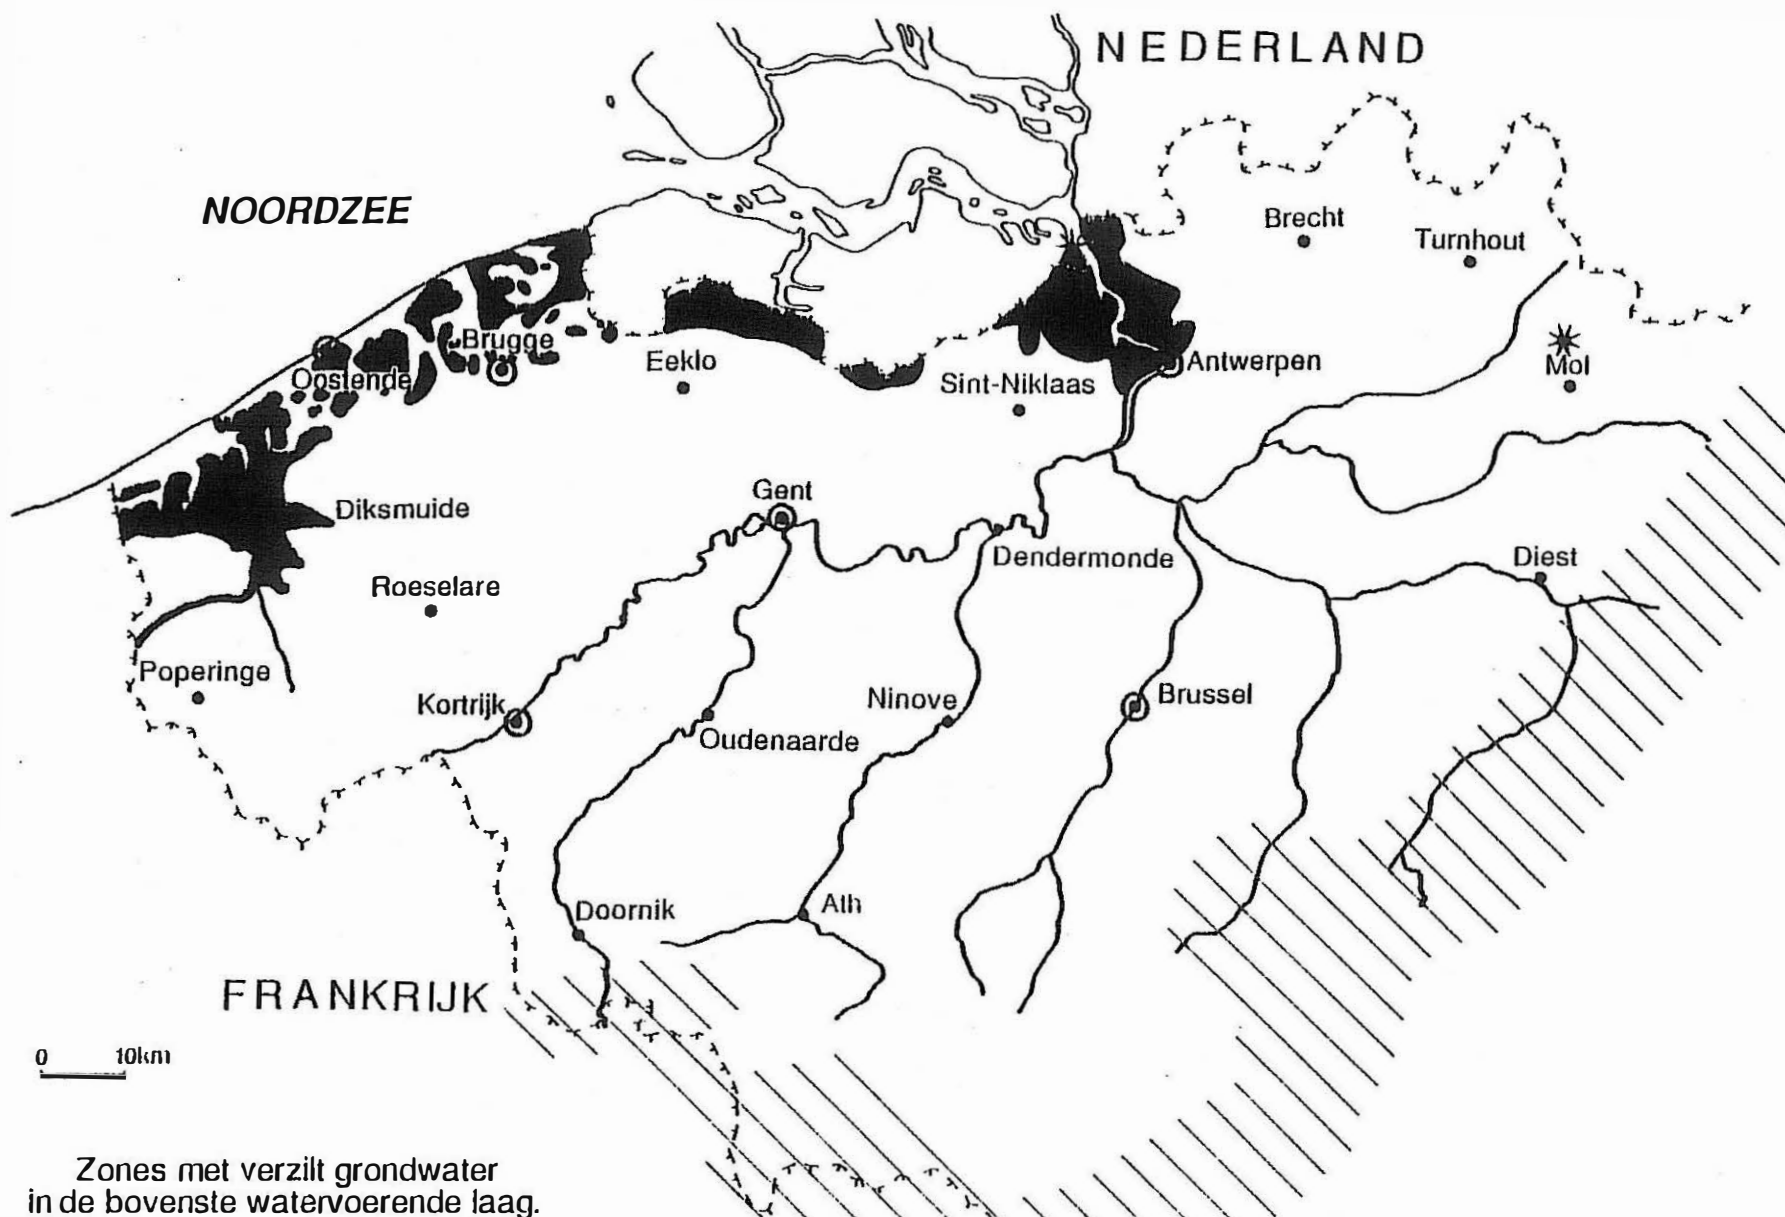 NEDERLAND
NOORDZEE
Brecht
Turnhout
Brugge
Oostende
Eeklo
Sint-Niklaas
Antwerpen
Mol
Gent
Diksmuide
Dendermonde
Diest
Roeselare
Poperinge
Kortrijk
Ninove
Brussel
Oudenaarde
Doornik
Ath
FRANKRIJK
0 10km
Zones met verzilt grondwater
in de bovenste watervoerende laag.